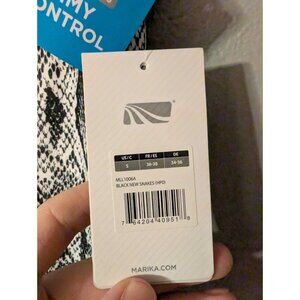 MY
CONTROL
US/C FR/ES DE
S 36-38 34-36
MLL1006A
BLACK NEW SNAKES (HPD)
7 64204 40951 8
MARIKA.COM